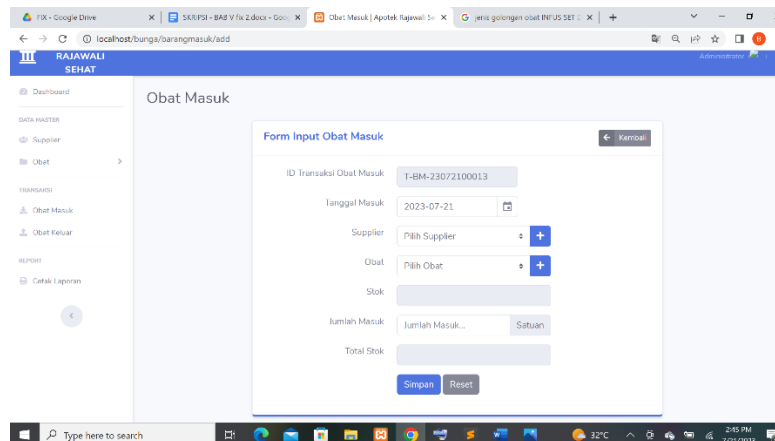 FIX - Google Drive
SKRIPSI - BAB V fix 2.docx - Goog
Obat Masuk | Apotek Rajawali Se
jenis golongan obat INFUS SET D
localhost/bunga/barangmasuk/add
RAJAWALI
SEHAT
Administrator
Dashboard
Obat Masuk
DATA MASTER
Supplier
Obat
TRANSAKSI
Obat Masuk
Obat Keluar
REPORT
Cetak Laporan
Form Input Obat Masuk
Kembali
ID Transaksi Obat Masuk
T-BM-23072100013
Tanggal Masuk
2023-07-21
Supplier
Pilih Supplier
Obat
Pilih Obat
Stok
Jumlah Masuk
Jumlah Masuk...
Satuan
Total Stok
Simpan
Reset
Type here to search
32°C
2:45 PM
7/21/2023